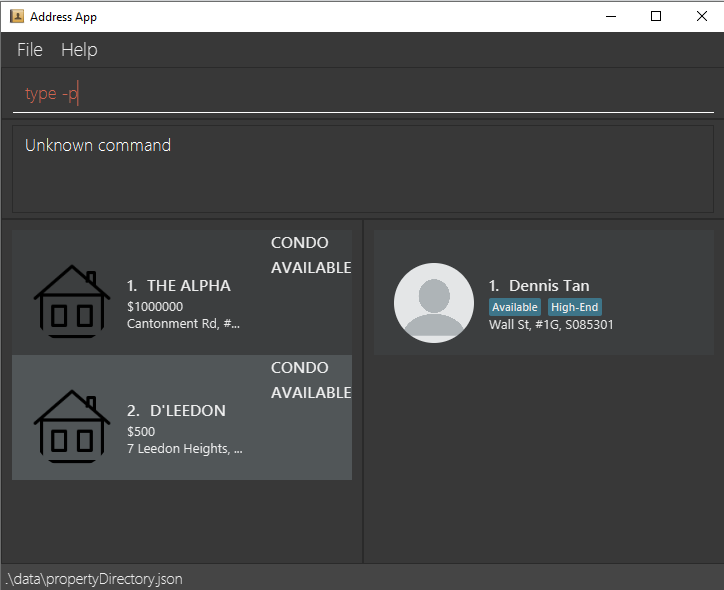 Address App
File Help
type -p
Unknown command
CONDO
AVAILABLE
1. THE ALPHA
$1000000
Cantonment Rd, #...
CONDO
AVAILABLE
2. D'LEEDON
$500
7 Leedon Heights, ...
1. Dennis Tan
Available High-End
Wall St, #1G, S085301
.\data\propertyDirectory.json